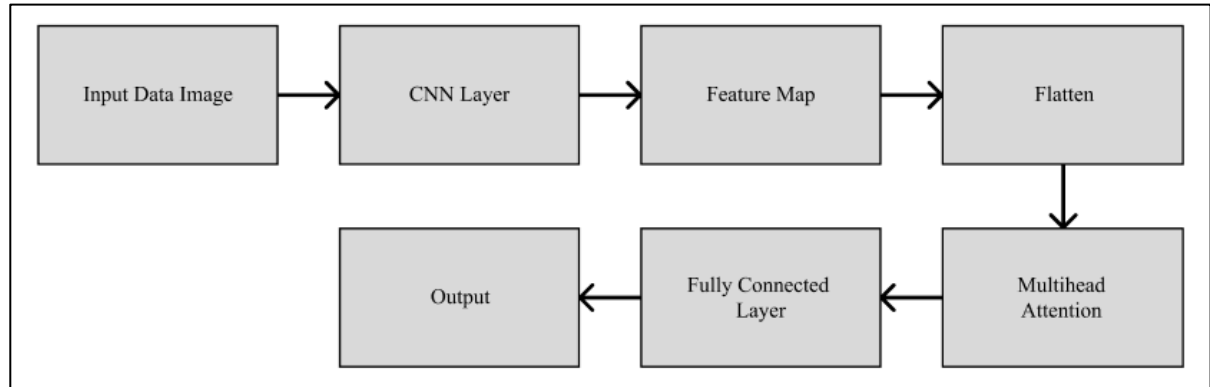 Input Data Image
CNN Layer
Feature Map
Flatten
Multihead
Attention
Fully Connected
Layer
Output